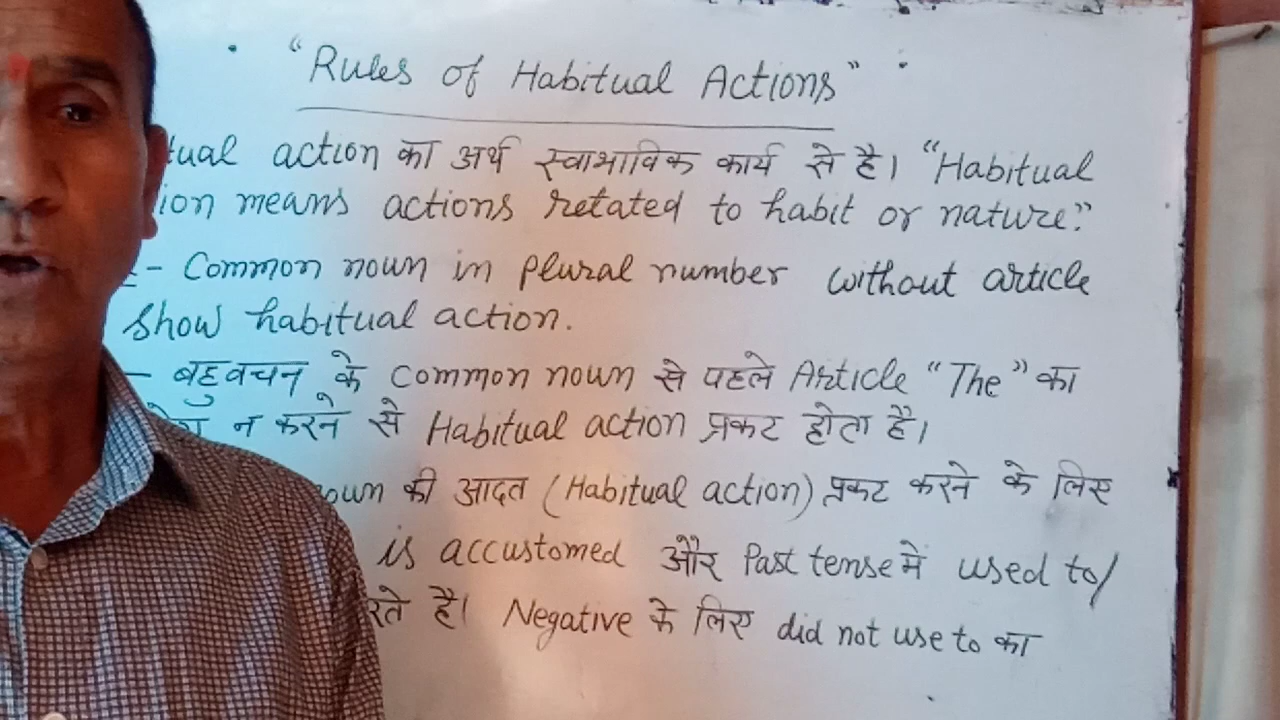 "Rules of Habitual Actions"
tual action का अर्थ स्वाभाविक कार्य से है। "Habitual
ion means actions retated to habit or nature."
- Common noun in plural number without article
show habitual action.
- बहुवचन के Common noun से पहले Article "The" का
न करने से Habitual action प्रकट होता है।
oun की आदत (Habitual action) प्रकट करने के लिए
is accustomed और Past tense में used to/
रते है। Negative के लिए did not use to का